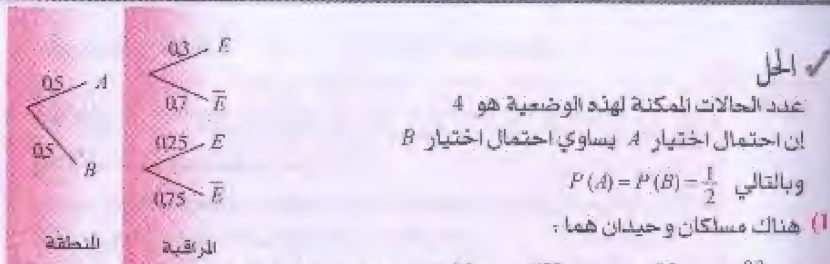 ✓ الحل
عدد الحالات الممكنة لهذه الوضعية هو 4
إن احتمال اختيار A يساوي احتمال اختيار B
وبالتالي P(A) = P(B) = 1/2
1) هناك مسلكان وحيدان هما :
0.5 A
0.5 B
المنطقة
0.3 E
0.7 E̅
0.25 E
0.75 E̅
المراقبة